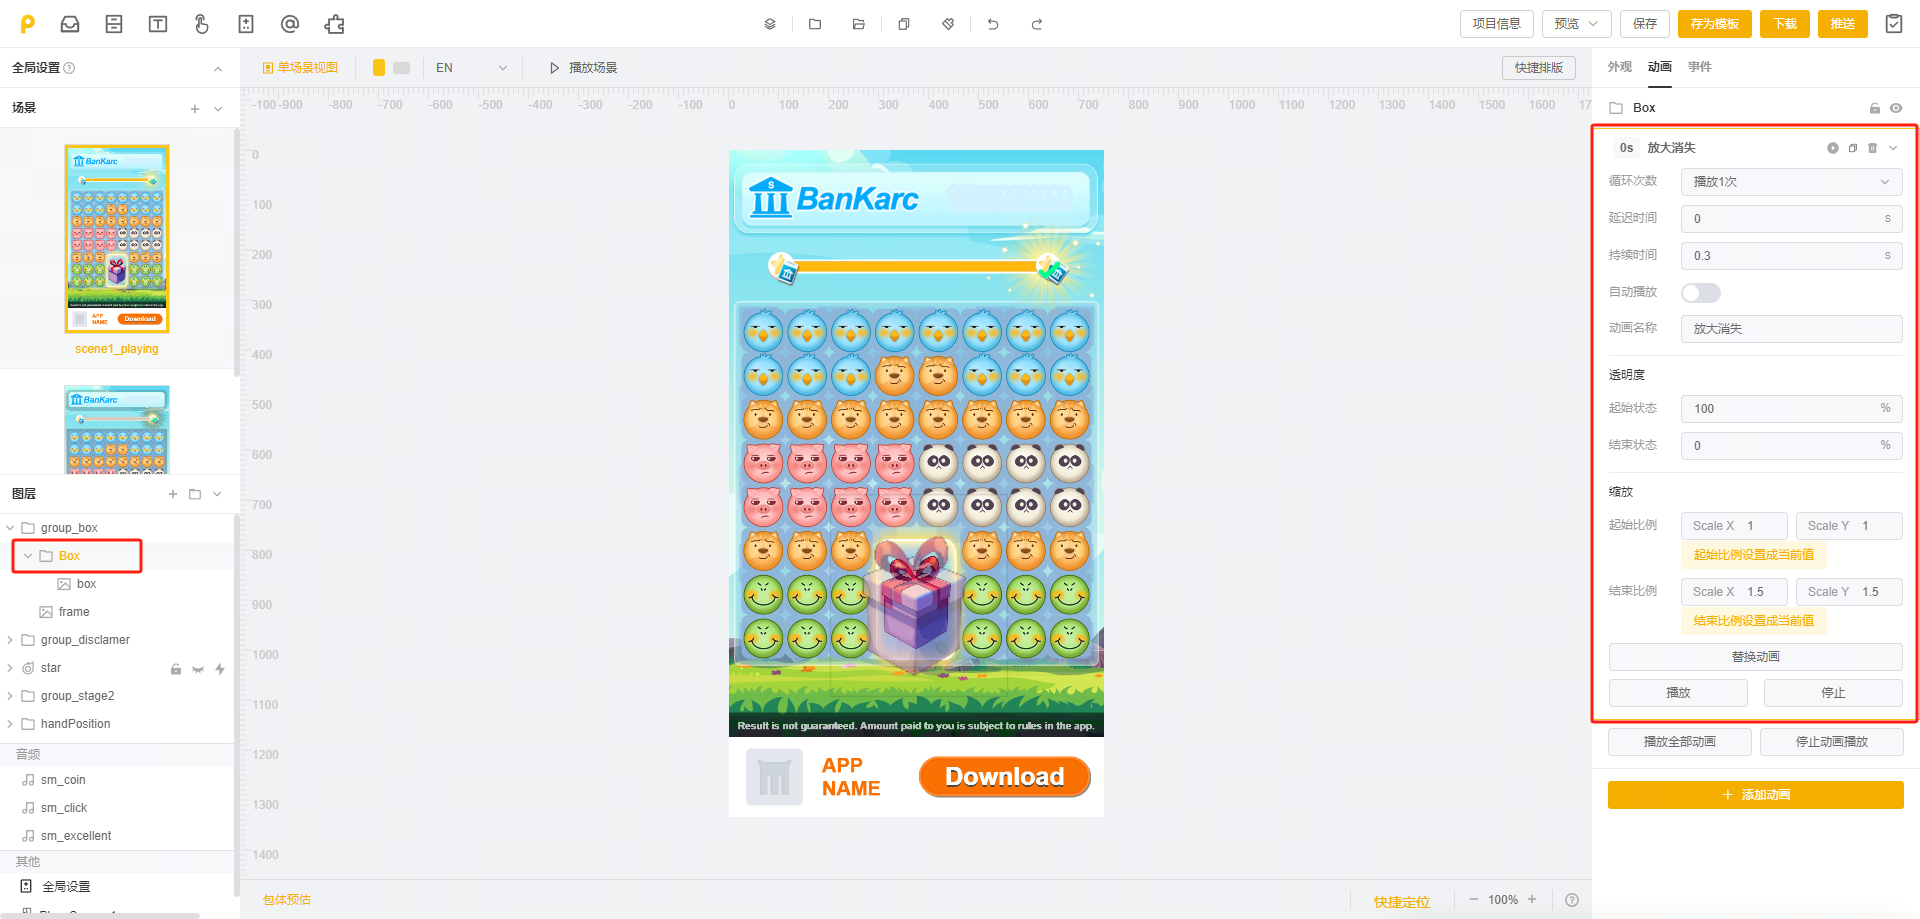 项目信息
预览
保存
存为模板
下载
推送
全局设置
单场景视图
EN
播放场景
快捷排版
外观
动画
事件
场景
-100 -900 -800 -700 -600 -500 -400 -300 -200 -100 0 100 200 300 400 500 600 700 800 900 1000 1100 1200 1300 1400 1500 1600 17
Box
0
100
200
300
400
500
600
700
800
900
1000
1100
1200
1300
1400
BanKarc
scene1_playing
BanKarc
APP NAME
Download
BanKarc
图层
group_box
Box
box
frame
group_disclamer
star
group_stage2
handPosition
音频
sm_coin
sm_click
sm_excellent
其他
全局设置
Result is not guaranteed. Amount paid to you is subject to rules in the app.
APP
NAME
Download
包体预估
快捷定位
100%
0s 放大消失
循环次数 播放1次
延迟时间 0 s
持续时间 0.3 s
自动播放
动画名称 放大消失
透明度
起始状态 100 %
结束状态 0 %
缩放
起始比例 Scale X 1 Scale Y 1
起始比例设置成当前值
结束比例 Scale X 1.5 Scale Y 1.5
结束比例设置成当前值
替换动画
播放 停止
播放全部动画 停止动画播放
添加动画